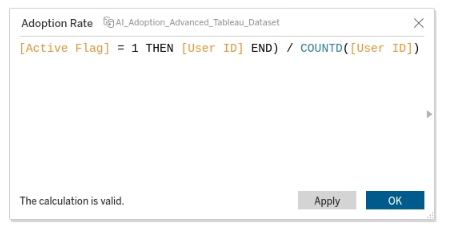 Adoption Rate AI_Adoption_Advanced_Tableau_Dataset
[Active Flag] = 1 THEN [User ID] END) / COUNTD([User ID])
The calculation is valid. Apply OK